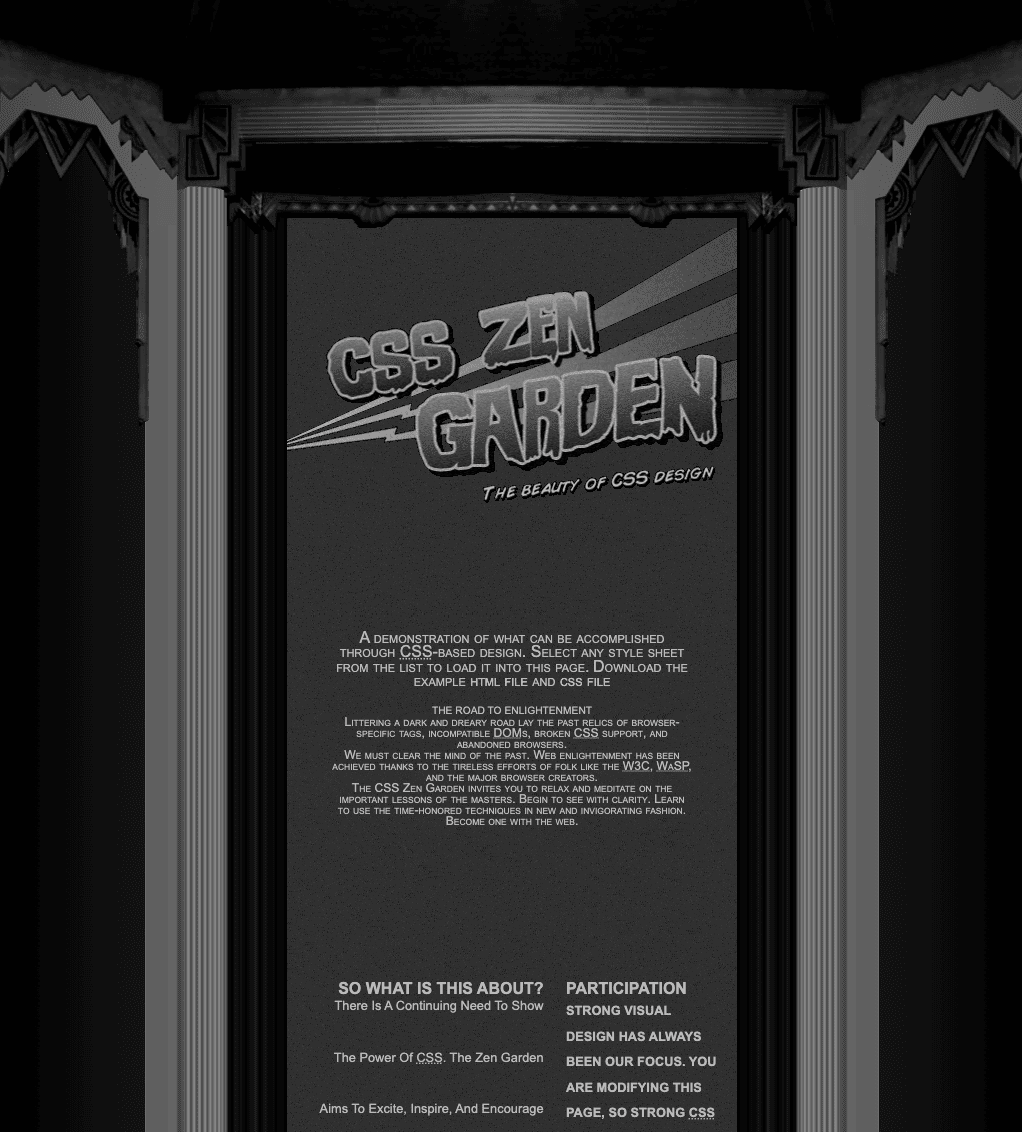 CSS ZEN
GARDEN
THE BEAUTY OF CSS DESIGN
A DEMONSTRATION OF WHAT CAN BE ACCOMPLISHED
THROUGH CSS-BASED DESIGN. SELECT ANY STYLE SHEET
FROM THE LIST TO LOAD IT INTO THIS PAGE. DOWNLOAD THE
EXAMPLE HTML FILE AND CSS FILE
THE ROAD TO ENLIGHTENMENT
LITTERING A DARK AND DREARY ROAD LAY THE PAST RELICS OF BROWSER-
SPECIFIC TAGS, INCOMPATIBLE DOMS, BROKEN CSS SUPPORT, AND
ABANDONED BROWSERS.
WE MUST CLEAR THE MIND OF THE PAST. WEB ENLIGHTENMENT HAS BEEN
ACHIEVED THANKS TO THE TIRELESS EFFORTS OF FOLK LIKE THE W3C, WASP,
AND THE MAJOR BROWSER CREATORS.
THE CSS ZEN GARDEN INVITES YOU TO RELAX AND MEDITATE ON THE
IMPORTANT LESSONS OF THE MASTERS. BEGIN TO SEE WITH CLARITY. LEARN
TO USE THE TIME-HONORED TECHNIQUES IN NEW AND INVIGORATING FASHION.
BECOME ONE WITH THE WEB.
SO WHAT IS THIS ABOUT?
There Is A Continuing Need To Show
The Power Of CSS. The Zen Garden
Aims To Excite, Inspire, And Encourage
PARTICIPATION
STRONG VISUAL
DESIGN HAS ALWAYS
BEEN OUR FOCUS. YOU
ARE MODIFYING THIS
PAGE, SO STRONG CSS